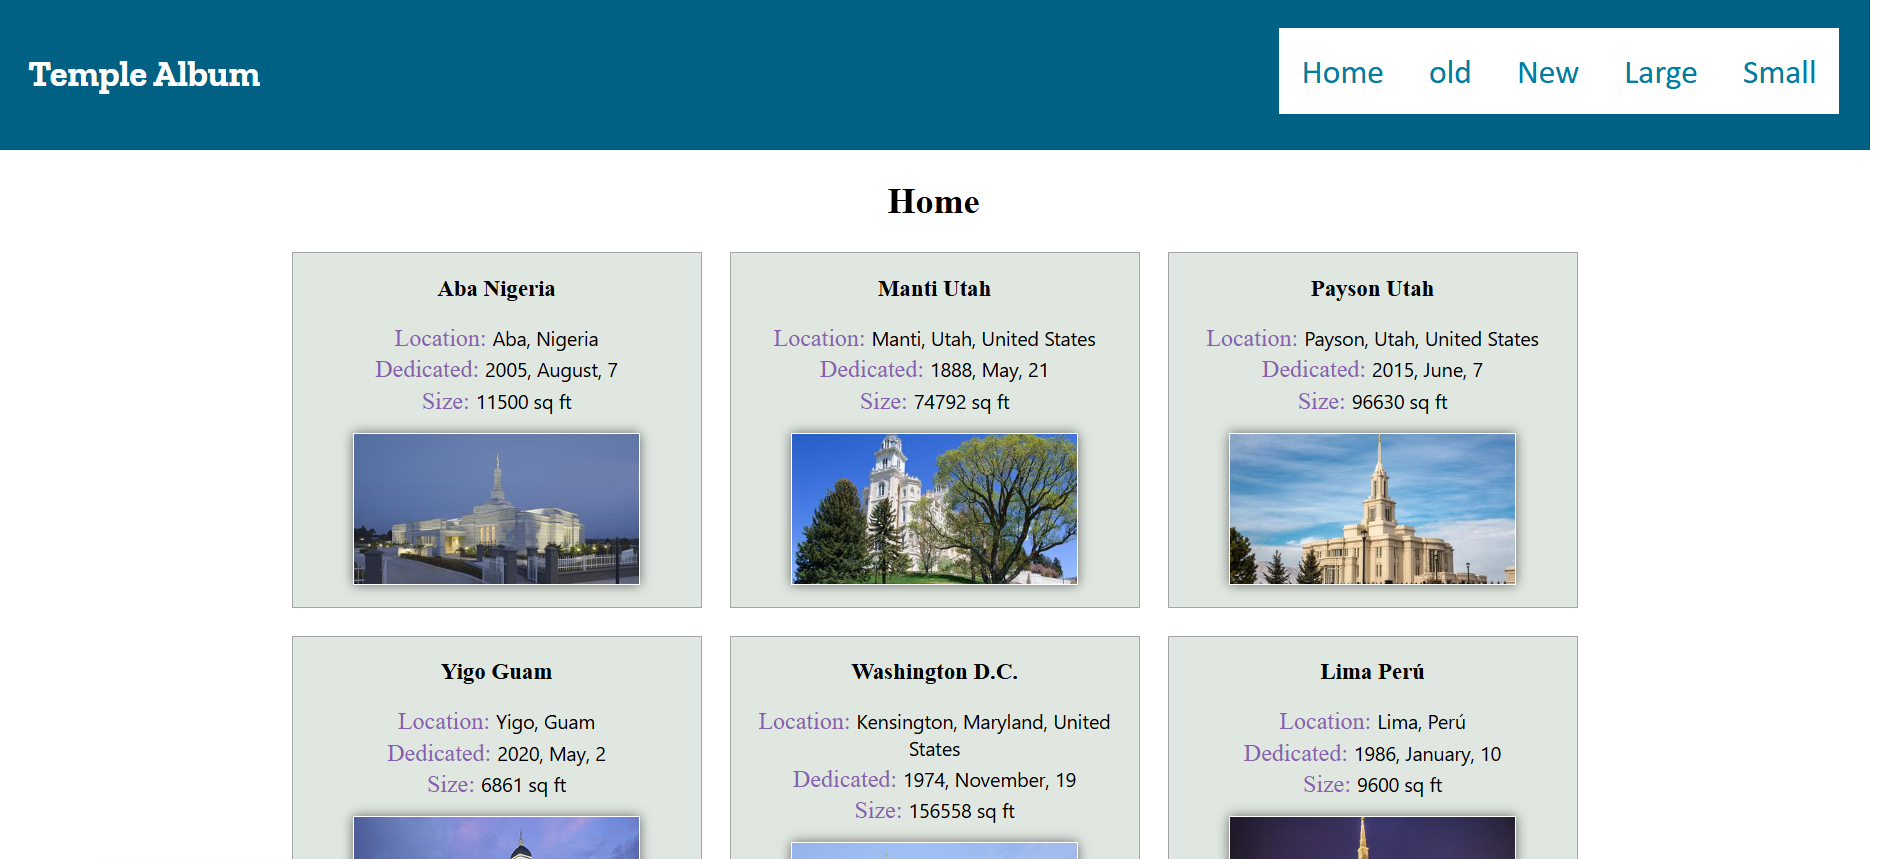 Temple Album
Home old New Large Small
Home
Aba Nigeria
Location: Aba, Nigeria
Dedicated: 2005, August, 7
Size: 11500 sq ft
Manti Utah
Location: Manti, Utah, United States
Dedicated: 1888, May, 21
Size: 74792 sq ft
Payson Utah
Location: Payson, Utah, United States
Dedicated: 2015, June, 7
Size: 96630 sq ft
Yigo Guam
Location: Yigo, Guam
Dedicated: 2020, May, 2
Size: 6861 sq ft
Washington D.C.
Location: Kensington, Maryland, United
States
Dedicated: 1974, November, 19
Size: 156558 sq ft
Lima Perú
Location: Lima, Perú
Dedicated: 1986, January, 10
Size: 9600 sq ft